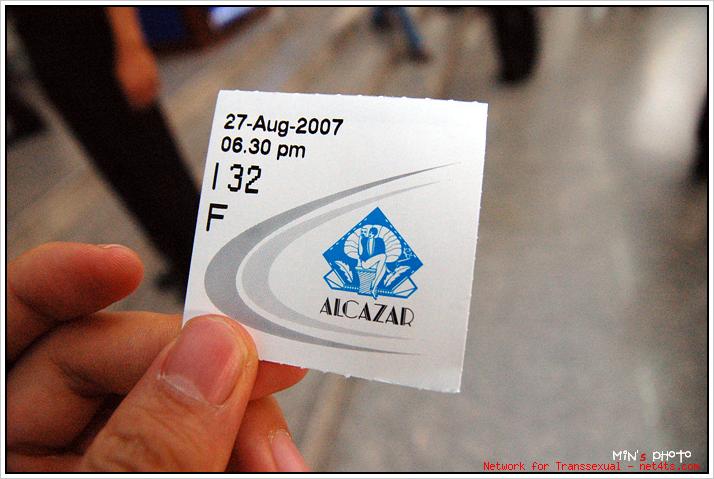 27-Aug-2007
06.30 pm
I 32
F
ALCAZAR
MiN's PHOTO
Network for Transsexual - net4ts.com